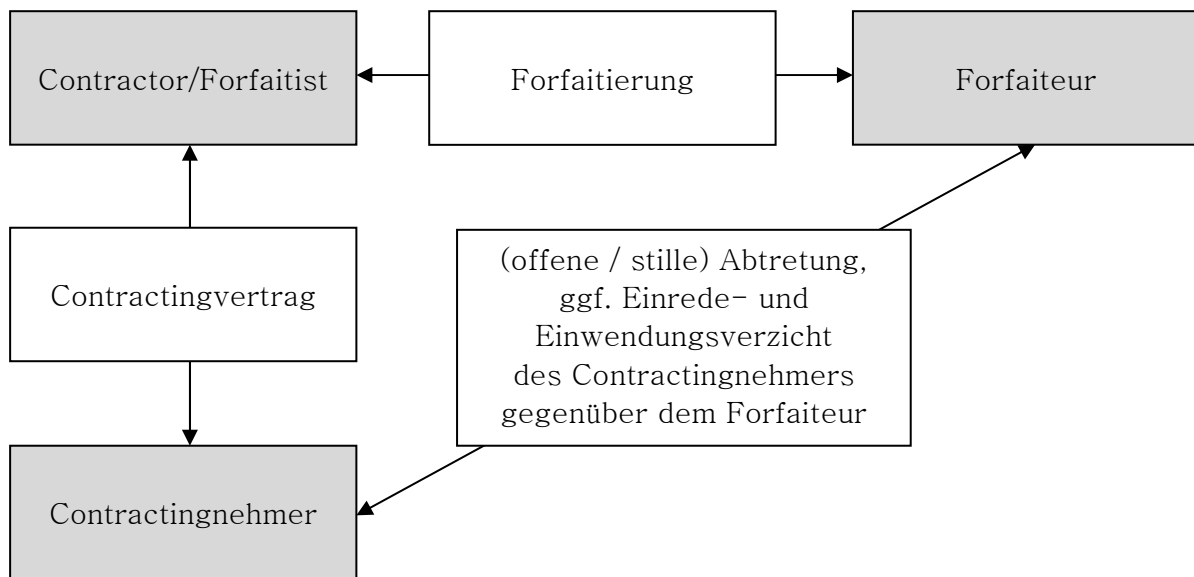 Contractor/Forfaitist
Forfaitierung
Forfaiteur
Contractingvertrag
(offene / stille) Abtretung,
ggf. Einrede- und
Einwendungsverzicht
des Contractingnehmers
gegenüber dem Forfaiteur
Contractingnehmer